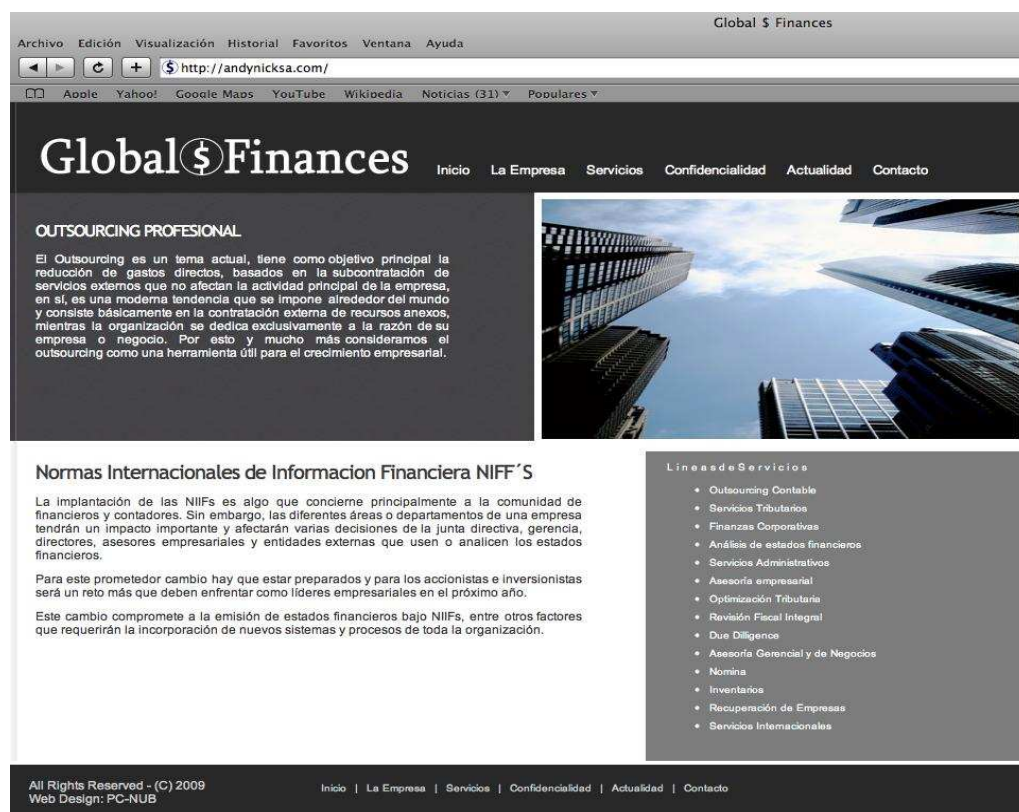 Global $ Finances
Archivo Edición Visualización Historial Favoritos Ventana Ayuda
http://andynicksa.com/
Apple Yahoo! Google Maps YouTube Wikipedia Noticias (31) Populares
Global $ Finances
Inicio La Empresa Servicios Confidencialidad Actualidad Contacto
OUTSOURCING PROFESIONAL
El Outsourcing es un tema actual, tiene como objetivo principal la
reducción de gastos directos, basados en la subcontratación de
servicios externos que no afectan la actividad principal de la empresa,
en sí, es una moderna tendencia que se impone alrededor del mundo
y consiste básicamente en la contratación externa de recursos anexos,
mientras la organización se dedica exclusivamente a la razón de su
empresa o negocio. Por esto y mucho más consideramos el
outsourcing como una herramienta útil para el crecimiento empresarial.
Normas Internacionales de Informacion Financiera NIFF´S
La implantación de las NIIFs es algo que concierne principalmente a la comunidad de
financieros y contadores. Sin embargo, las diferentes áreas o departamentos de una empresa
tendrán un impacto importante y afectarán varias decisiones de la junta directiva, gerencia,
directores, asesores empresariales y entidades externas que usen o analicen los estados
financieros.
Para este prometedor cambio hay que estar preparados y para los accionistas e inversionistas
será un reto más que deben enfrentar como líderes empresariales en el próximo año.
Este cambio compromete a la emisión de estados financieros bajo NIIFs, entre otros factores
que requerirán la incorporación de nuevos sistemas y procesos de toda la organización.
LineasdeServicios
• Outsourcing Contable
• Servicios Tributarios
• Finanzas Corporativas
• Análisis de estados financieros
• Servicios Administrativos
• Asesoría empresarial
• Optimización Tributaria
• Revisión Fiscal Integral
• Due Dilligence
• Asesoría Gerencial y de Negocios
• Nomina
• Inventarios
• Recuperación de Empresas
• Servicios Internacionales
All Rights Reserved - (C) 2009
Web Design: PC-NUB
Inicio | La Empresa | Servicios | Confidencialidad | Actualidad | Contacto